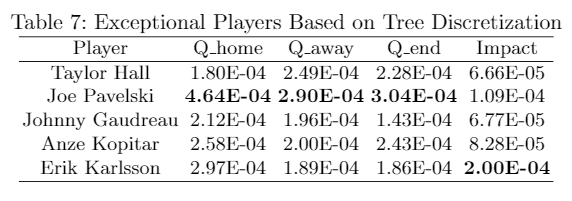 Table 7: Exceptional Players Based on Tree Discretization
Player Q_home Q_away Q_end Impact
Taylor Hall 1.80E-04 2.49E-04 2.28E-04 6.66E-05
Joe Pavelski 4.64E-04 2.90E-04 3.04E-04 1.09E-04
Johnny Gaudreau 2.12E-04 1.96E-04 1.43E-04 6.77E-05
Anze Kopitar 2.58E-04 2.00E-04 2.43E-04 8.28E-05
Erik Karlsson 2.97E-04 1.89E-04 1.86E-04 2.00E-04